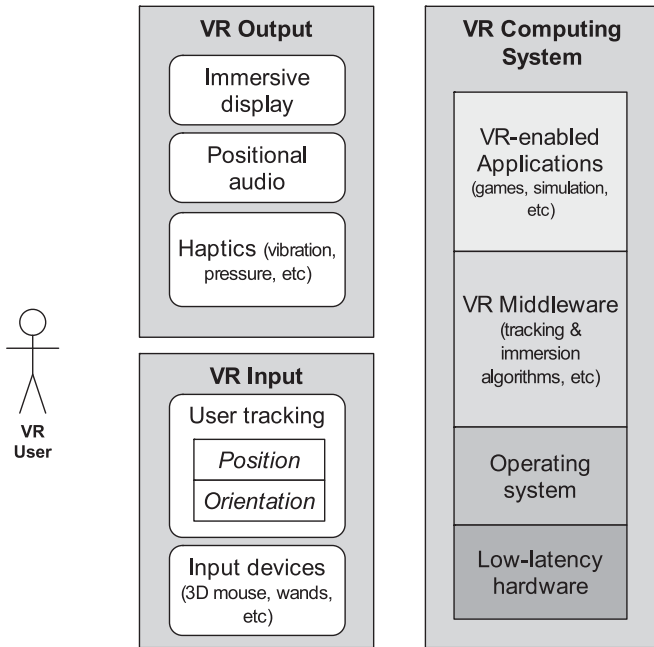 VR Output
Immersive
display
Positional
audio
Haptics (vibration,
pressure, etc)
VR
User
VR Input
User tracking
Position
Orientation
Input devices
(3D mouse, wands,
etc)
VR Computing
System
VR-enabled
Applications
(games, simulation,
etc)
VR Middleware
(tracking &
immersion
algorithms, etc)
Operating
system
Low-latency
hardware